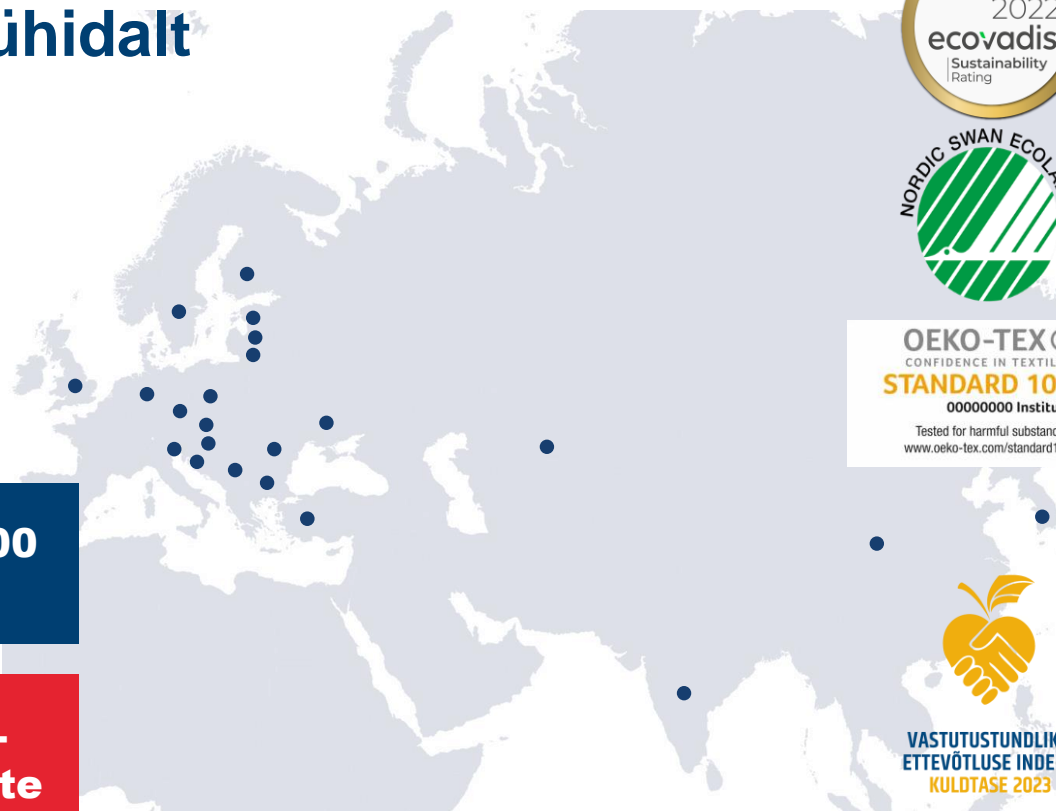 ühidalt
2022
ecovadis
Sustainability
Rating
NORDIC SWAN ECOLA
OEKO-TEX®
CONFIDENCE IN TEXTIL
STANDARD 10
00000000 Institu
Tested for harmful substanc
www.oeko-tex.com/standard1
00
-
te
VASTUTUSTUNDLIK
ETTEVÕTLUSE INDE
KULDTASE 2023